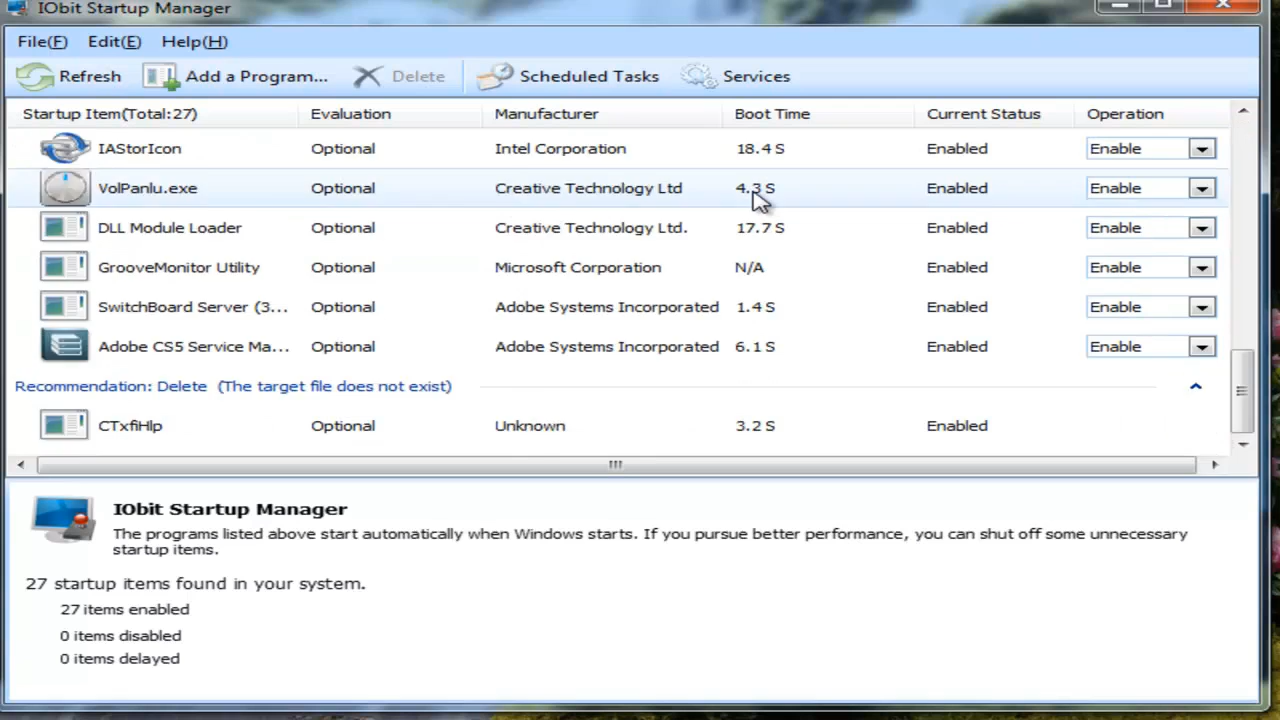 IObit Startup Manager
File(F) Edit(E) Help(H)
Refresh Add a Program... Delete Scheduled Tasks Services
Startup Item(Total:27) Evaluation Manufacturer Boot Time Current Status Operation
IAStorIcon Optional Intel Corporation 18.4 S Enabled Enable
VolPanlu.exe Optional Creative Technology Ltd 4.3 S Enabled Enable
DLL Module Loader Optional Creative Technology Ltd. 17.7 S Enabled Enable
GrooveMonitor Utility Optional Microsoft Corporation N/A Enabled Enable
SwitchBoard Server (3... Optional Adobe Systems Incorporated 1.4 S Enabled Enable
Adobe CS5 Service Ma... Optional Adobe Systems Incorporated 6.1 S Enabled Enable
Recommendation: Delete (The target file does not exist)
CTxfiHlp Optional Unknown 3.2 S Enabled
IObit Startup Manager
The programs listed above start automatically when Windows starts. If you pursue better performance, you can shut off some unnecessary
startup items.
27 startup items found in your system.
27 items enabled
0 items disabled
0 items delayed